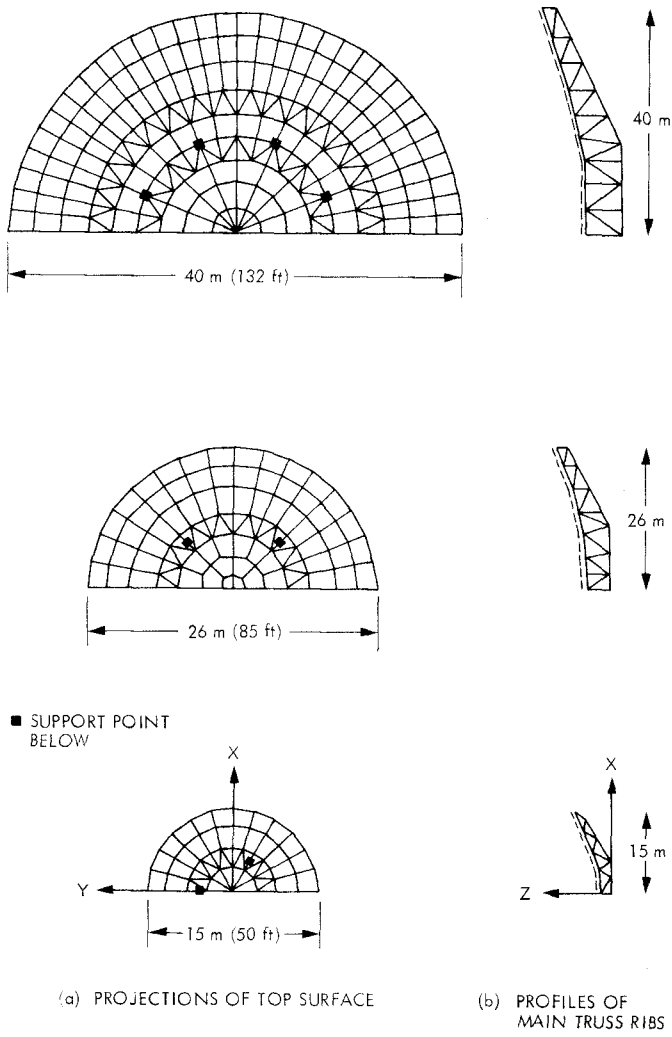 40 m
40 m (132 ft)
26 m
26 m (85 ft)
■ SUPPORT POINT
BELOW
X
X
15 m
Y
Z
15 m (50 ft)
(a) PROJECTIONS OF TOP SURFACE
(b) PROFILES OF
MAIN TRUSS RIBS